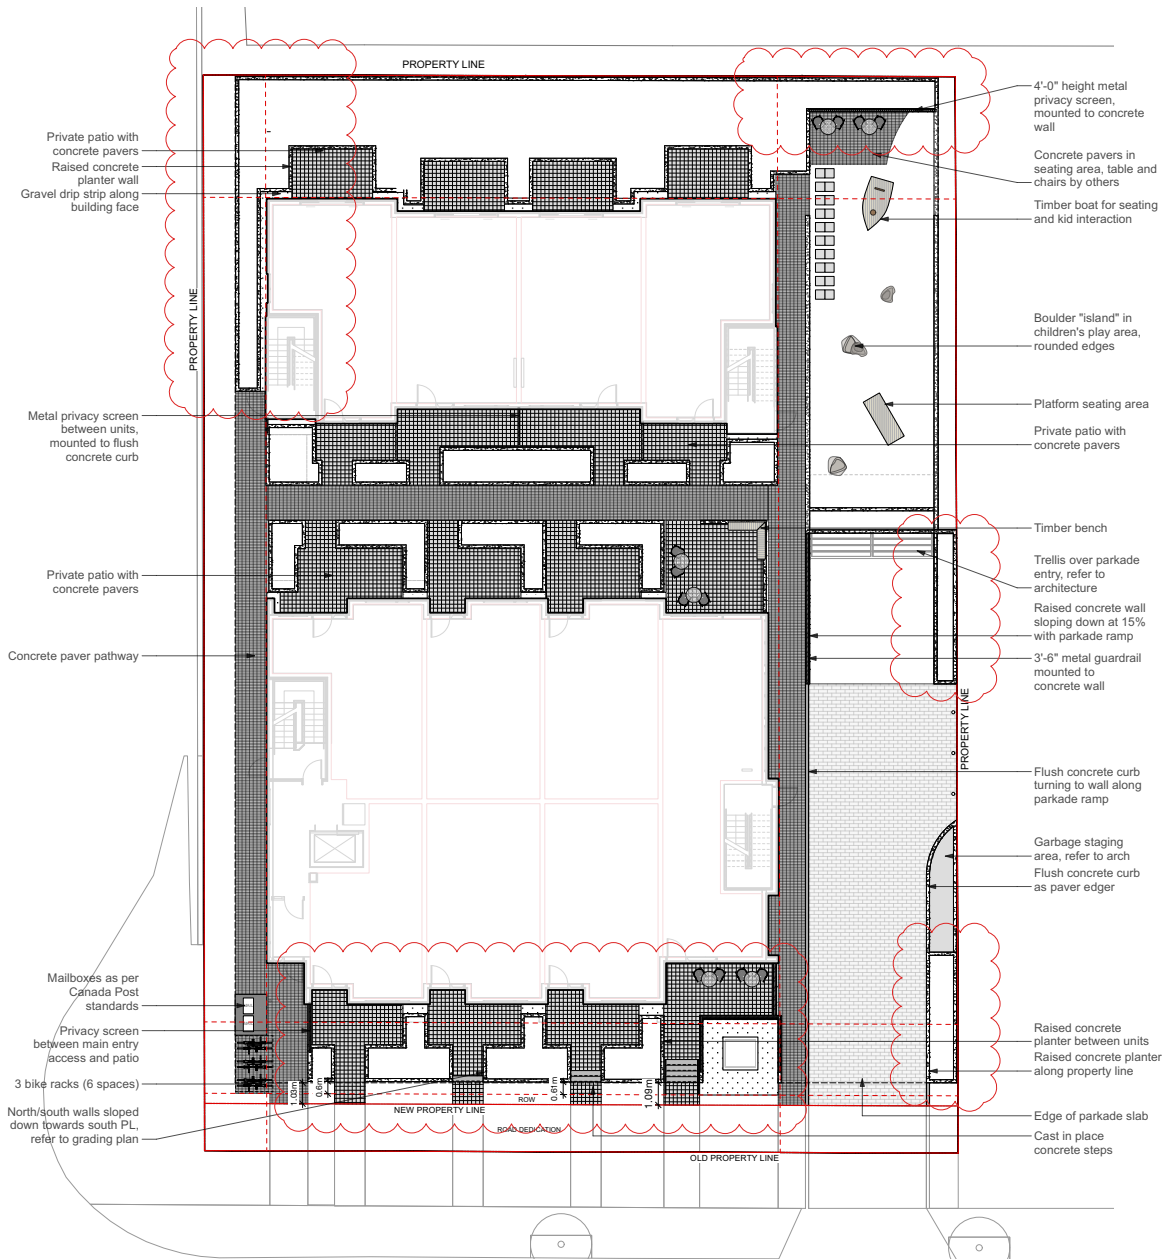 PROPERTY LINE
4'-0" height metal
privacy screen,
mounted to concrete
wall
Private patio with
concrete pavers
Raised concrete
planter wall
Gravel drip strip along
building face
Concrete pavers in
seating area, table and
chairs by others
Timber boat for seating
and kid interaction
PROPERTY LINE
Boulder "island" in
children's play area,
rounded edges
Metal privacy screen
between units,
mounted to flush
concrete curb
Platform seating area
Private patio with
concrete pavers
Timber bench
Private patio with
concrete pavers
Trellis over parkade
entry, refer to
architecture
Raised concrete wall
sloping down at 15%
with parkade ramp
Concrete paver pathway
3'-6" metal guardrail
mounted to
concrete wall
PROPERTY LINE
Flush concrete curb
turning to wall along
parkade ramp
Garbage staging
area, refer to arch
Flush concrete curb
as paver edger
Mailboxes as per
Canada Post
standards
Privacy screen
between main entry
access and patio
3 bike racks (6 spaces)
North/south walls sloped
down towards south PL,
refer to grading plan
1.03m
0.6m
0.61m
1.09m
ROW
NEW PROPERTY LINE
ROAD DEDICATION
OLD PROPERTY LINE
Raised concrete
planter between units
Raised concrete planter
along property line
Edge of parkade slab
Cast in place
concrete steps